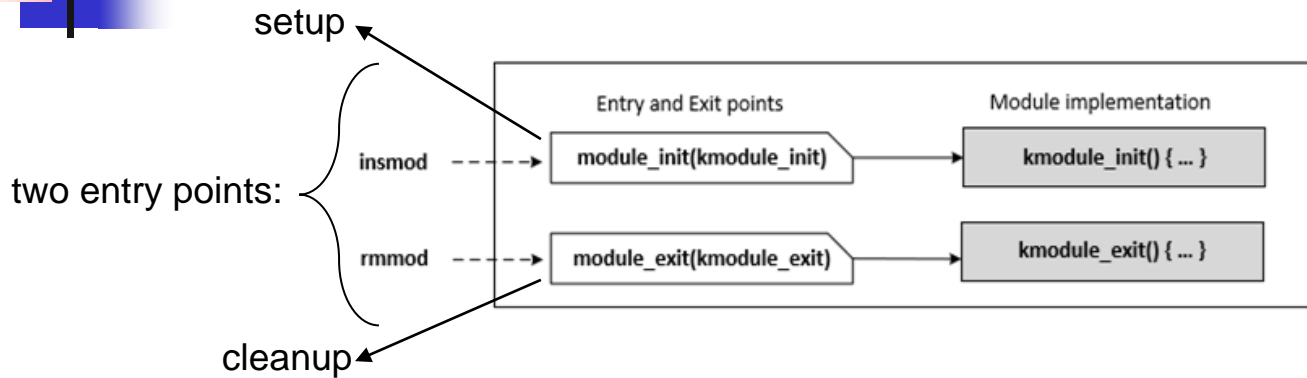 setup
Entry and Exit points
Module implementation
insmod
module_init(kmodule_init)
kmodule_init() { ... }
two entry points:
rmmod
module_exit(kmodule_exit)
kmodule_exit() { ... }
cleanup